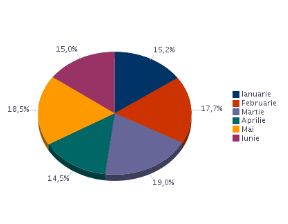 15,0%
15,2%
17,7%
19,0%
14,5%
18,5%
Ianuarie
Februarie
Martie
Aprilie
Mai
Iunie